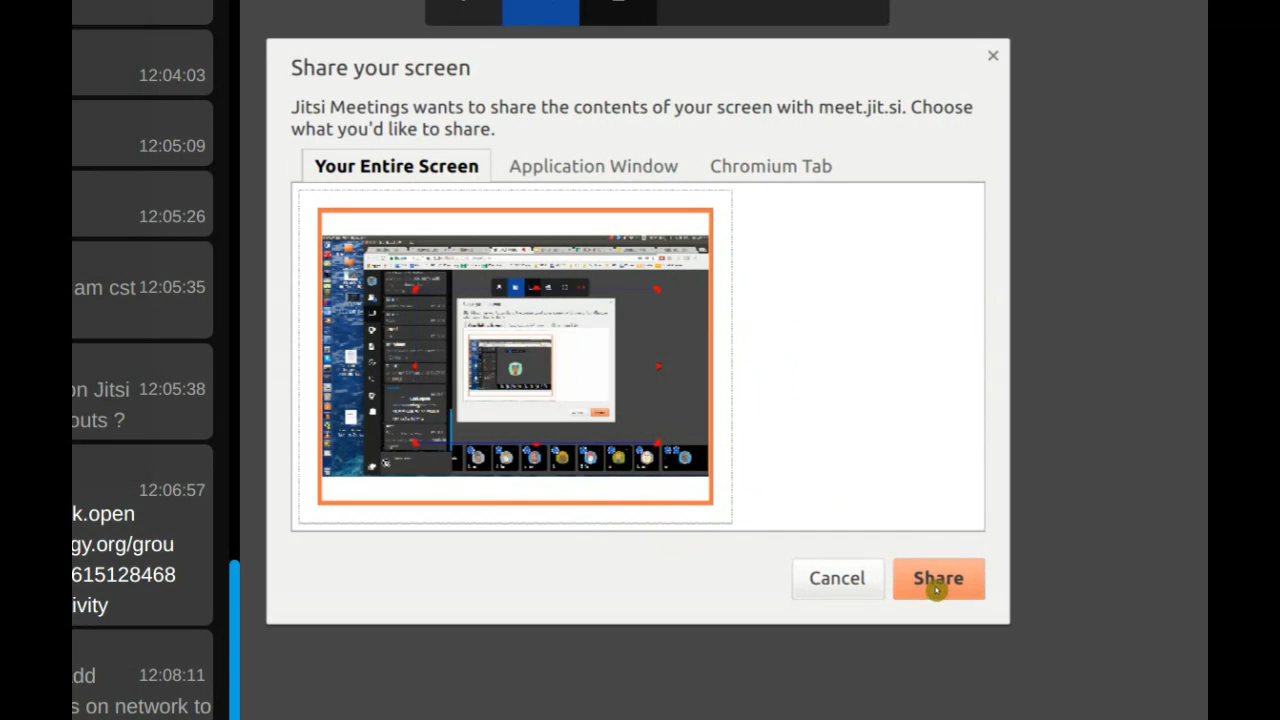 12:04:03
12:05:09
12:05:26
am cst 12:05:35
on Jitsi 12:05:38
outs ?
12:06:57
k.open
gy.org/grou
615128468
ivity
dd 12:08:11
s on network to
Share your screen
Jitsi Meetings wants to share the contents of your screen with meet.jit.si. Choose
what you'd like to share.
Your Entire Screen Application Window Chromium Tab
Cancel Share